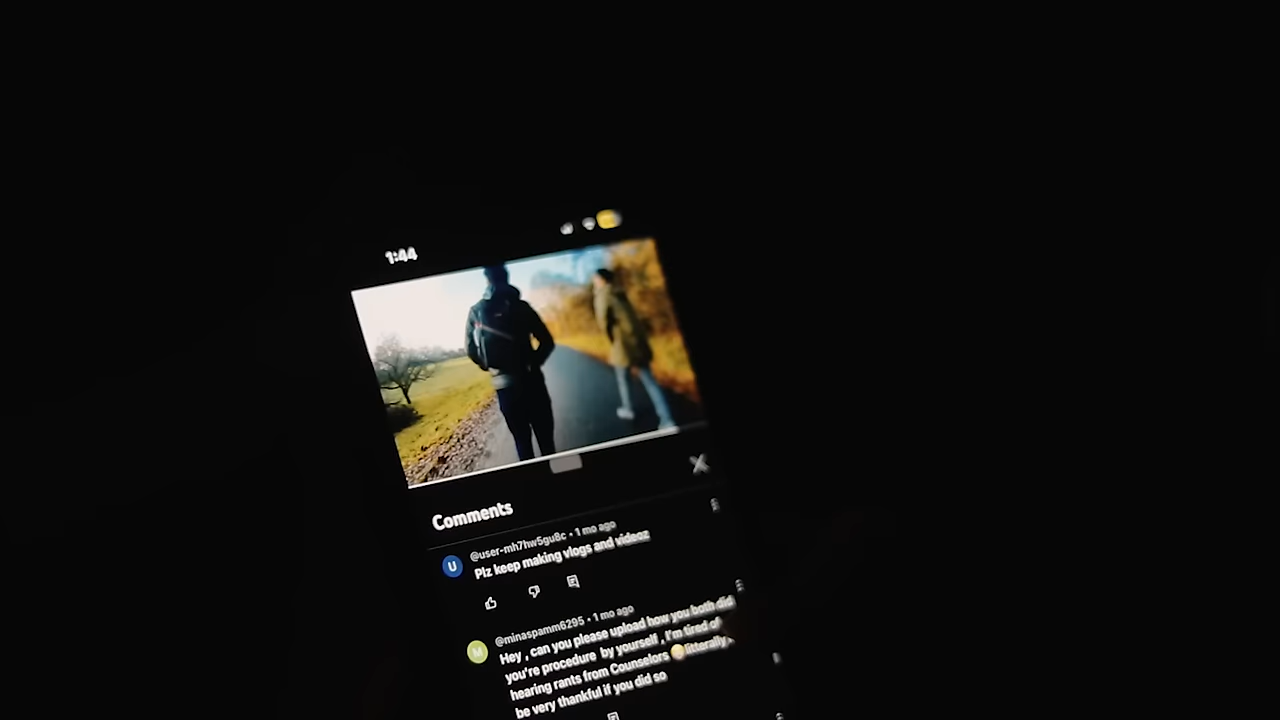 1:44
Comments
U
@user-mh7hw5gu8c • 1 mo ago
Plz keep making vlogs and videoz
M
@minaspamm6295 • 1 mo ago
Hey , can you please upload how you both did
you're procedure by yourself , I'm tired of
hearing rants from Counselors 😑litterally,
be very thankful if you did so